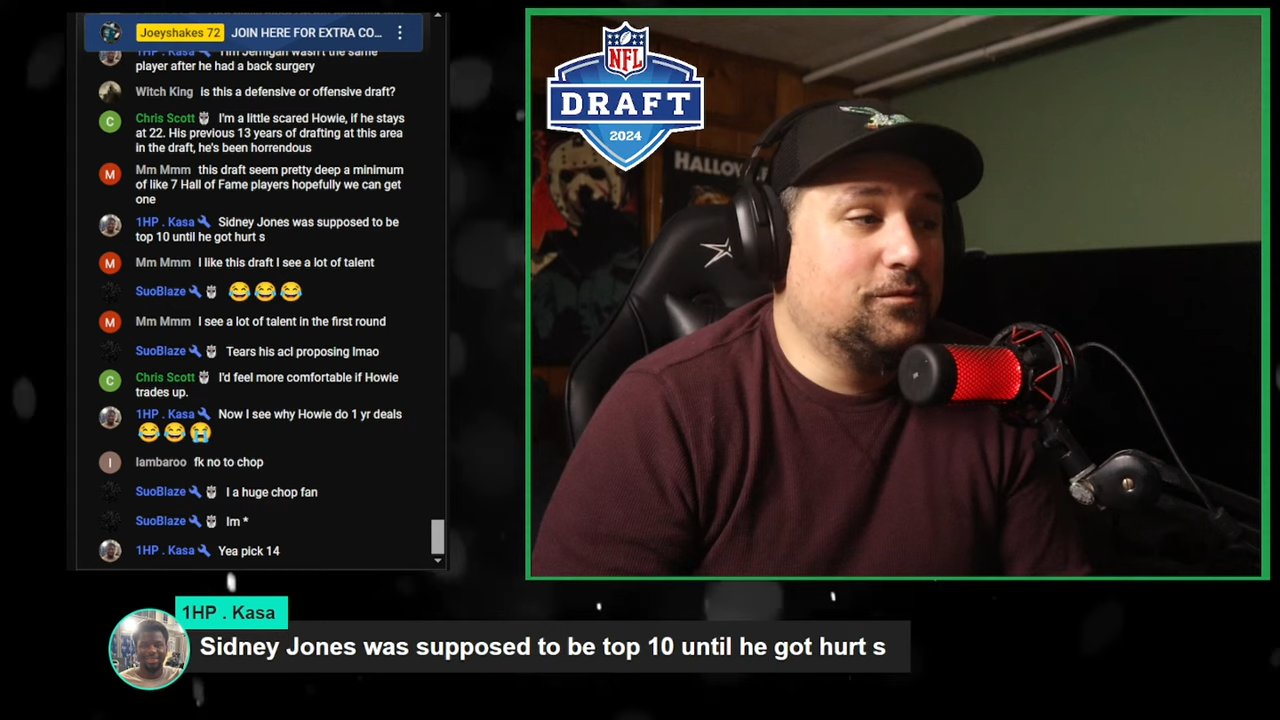 Joeyshakes 72 JOIN HERE FOR EXTRA CO...
1HP . Kasa Tim Jernigan wasn't the same
player after he had a back surgery
Witch King is this a defensive or offensive draft?
Chris Scott I'm a little scared Howie, if he stays
at 22. His previous 13 years of drafting at this area
in the draft, he's been horrendous
Mm Mmm this draft seem pretty deep a minimum
of like 7 Hall of Fame players hopefully we can get
one
1HP . Kasa Sidney Jones was supposed to be
top 10 until he got hurt s
Mm Mmm I like this draft I see a lot of talent
SuoBlaze 😂😂😂
Mm Mmm I see a lot of talent in the first round
SuoBlaze Tears his acl proposing lmao
Chris Scott I'd feel more comfortable if Howie
trades up.
1HP . Kasa Now I see why Howie do 1 yr deals
😂😂😭
Iambaroo fk no to chop
SuoBlaze I a huge chop fan
SuoBlaze Im *
1HP . Kasa Yea pick 14
NFL
DRAFT
2024
HALLOW
1HP . Kasa
Sidney Jones was supposed to be top 10 until he got hurt s